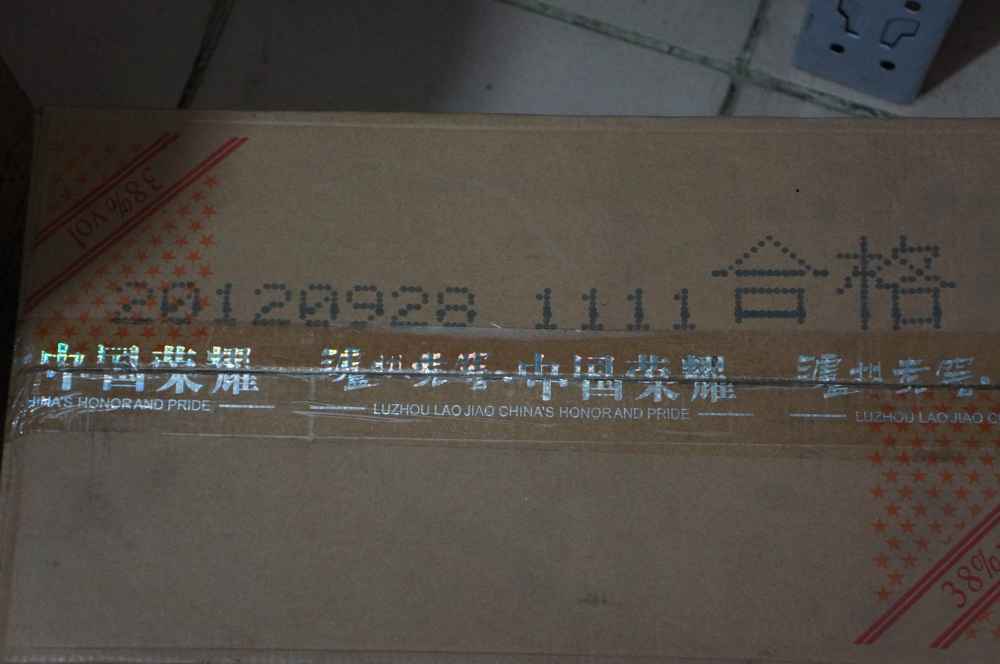 38%vol
20120928 1111 合格
中国荣耀 泸州老窖·中国荣耀 泸州老窖·
HINA'S HONOR AND PRIDE LUZHOU LAO JIAO CHINA'S HONOR AND PRIDE LUZHOU LAO JIAO C
38%